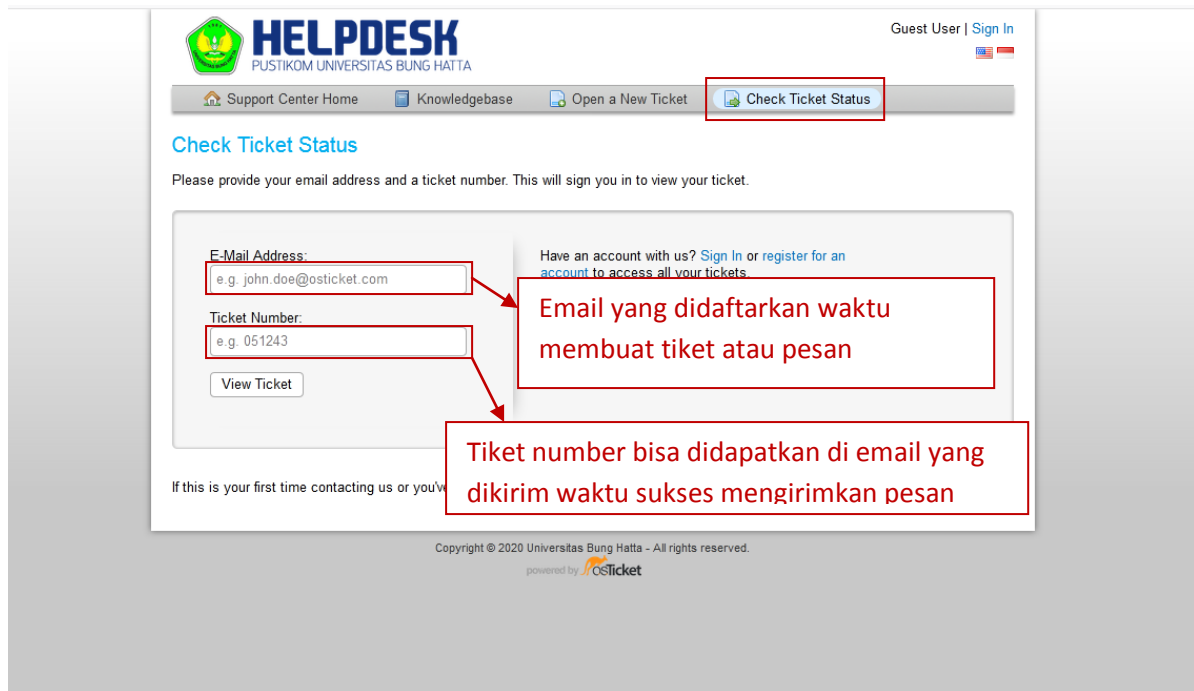 HELPDESK
PUSTIKOM UNIVERSITAS BUNG HATTA
Guest User | Sign In
Support Center Home
Knowledgebase
Open a New Ticket
Check Ticket Status
Check Ticket Status
Please provide your email address and a ticket number. This will sign you in to view your ticket.
E-Mail Address:
e.g. john.doe@osticket.com
Ticket Number:
e.g. 051243
View Ticket
Have an account with us? Sign In or register for an
account to access all your tickets.
Email yang didaftarkan waktu
membuat tiket atau pesan
Tiket number bisa didapatkan di email yang
dikirim waktu sukses mengirimkan pesan
If this is your first time contacting us or you've
Copyright © 2020 Universitas Bung Hatta - All rights reserved.
powered by osTicket